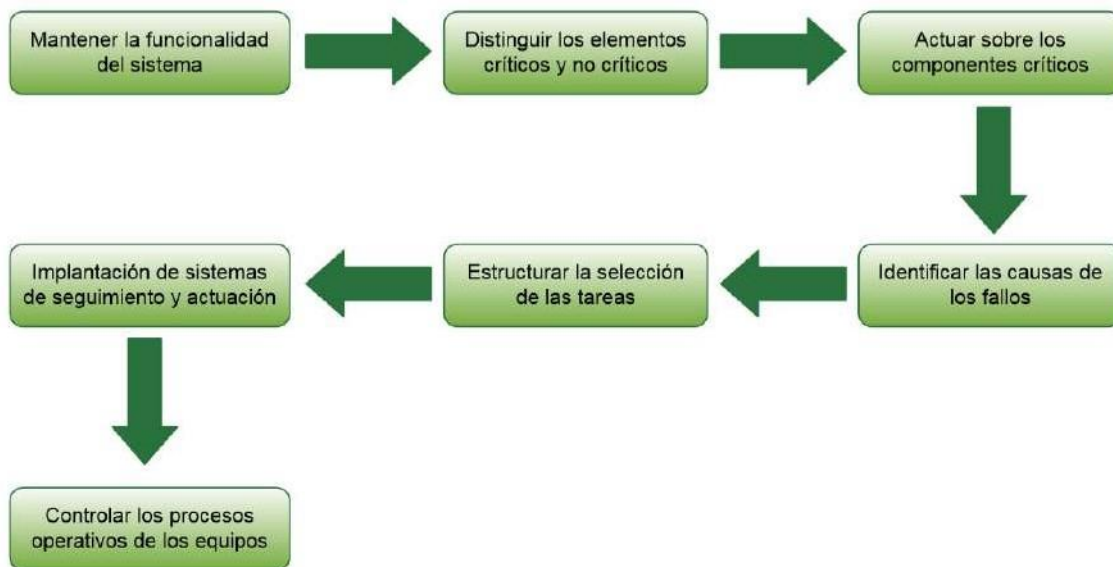 Mantener la funcionalidad
del sistema
Distinguir los elementos
críticos y no críticos
Actuar sobre los
componentes críticos
Identificar las causas de
los fallos
Estructurar la selección
de las tareas
Implantación de sistemas
de seguimiento y actuación
Controlar los procesos
operativos de los equipos